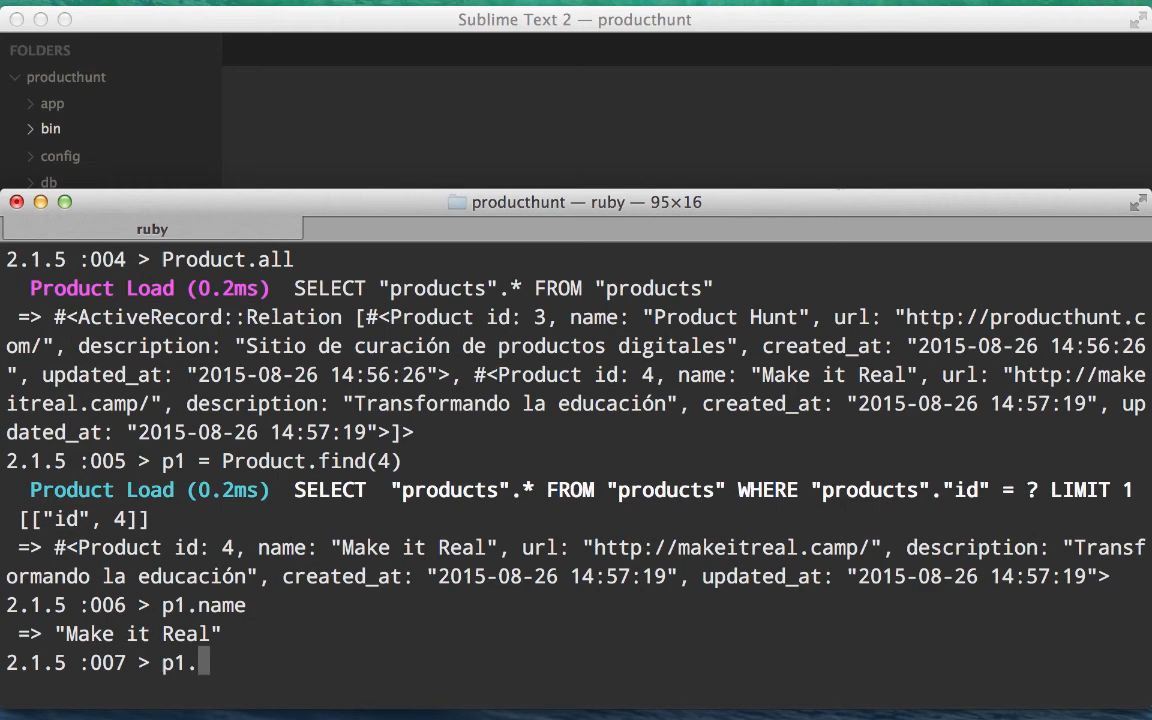 Sublime Text 2 — producthunt
FOLDERS
producthunt
app
bin
config
db
producthunt — ruby — 95×16
ruby
2.1.5 :004 > Product.all
Product Load (0.2ms)  SELECT "products".* FROM "products"
=> #<ActiveRecord::Relation [#<Product id: 3, name: "Product Hunt", url: "http://producthunt.c
om/", description: "Sitio de curación de productos digitales", created_at: "2015-08-26 14:56:26
", updated_at: "2015-08-26 14:56:26">, #<Product id: 4, name: "Make it Real", url: "http://make
itreal.camp/", description: "Transformando la educación", created_at: "2015-08-26 14:57:19", up
dated_at: "2015-08-26 14:57:19">]>
2.1.5 :005 > p1 = Product.find(4)
Product Load (0.2ms)  SELECT  "products".* FROM "products" WHERE "products"."id" = ? LIMIT 1
[["id", 4]]
=> #<Product id: 4, name: "Make it Real", url: "http://makeitreal.camp/", description: "Transf
ormando la educación", created_at: "2015-08-26 14:57:19", updated_at: "2015-08-26 14:57:19">
2.1.5 :006 > p1.name
=> "Make it Real"
2.1.5 :007 > p1.